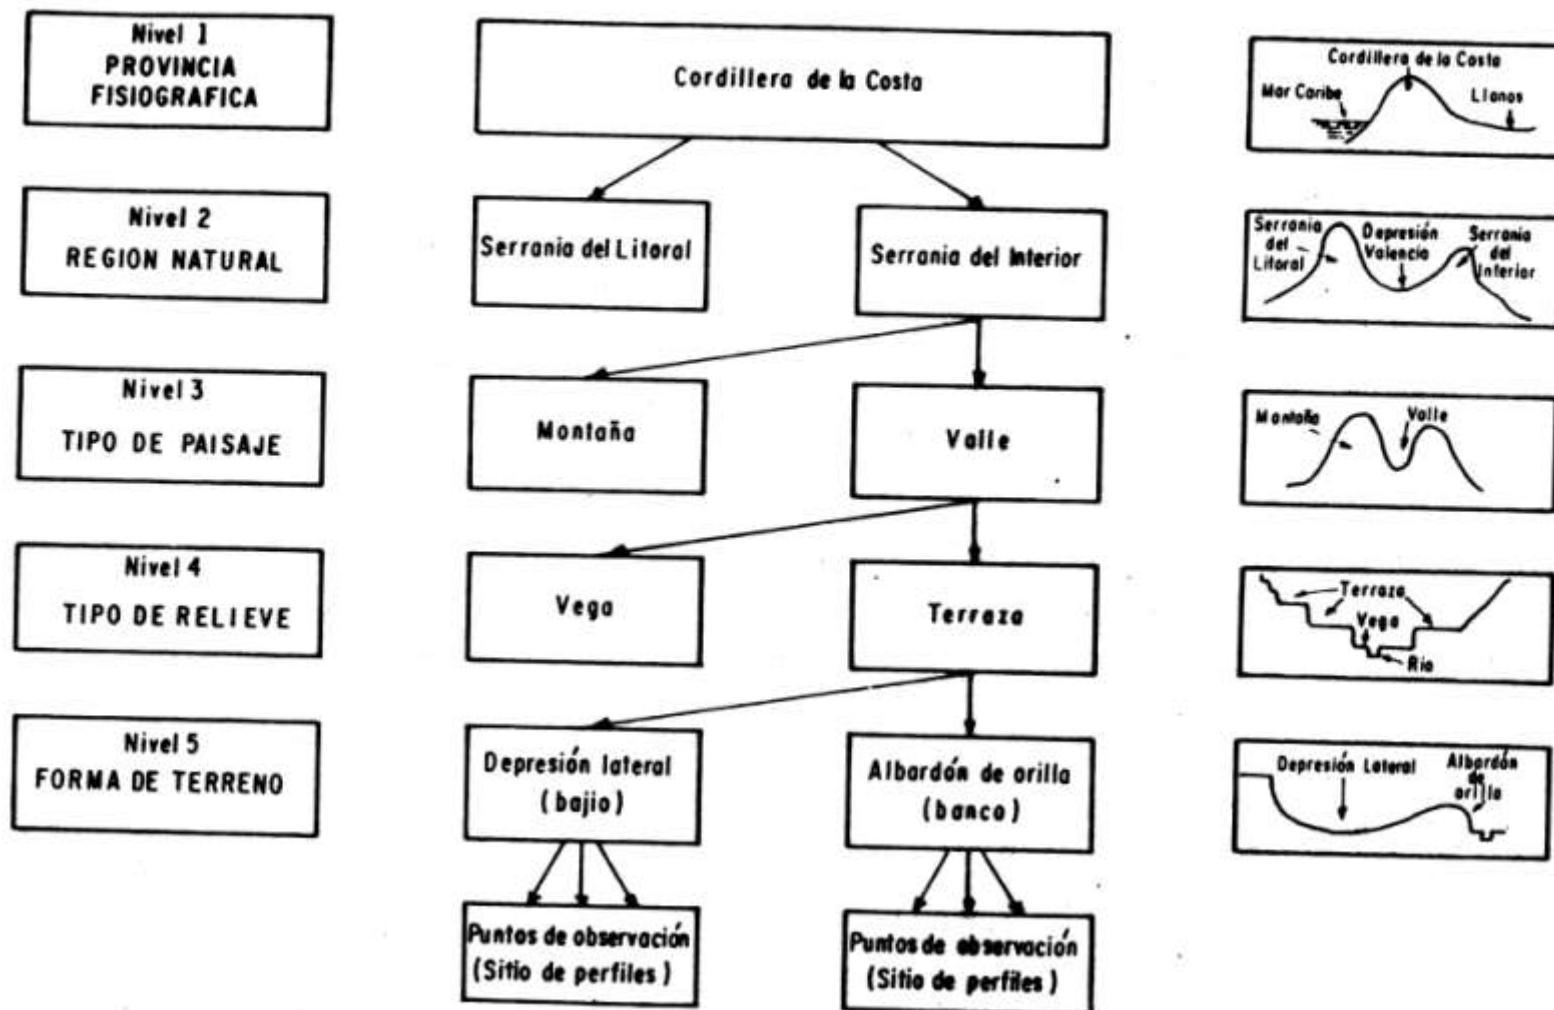 Nivel 1
PROVINCIA
FISIOGRAFICA
Cordillera de la Costa
Cordillera de la Costa
Mar Caribe
Llanos
Nivel 2
REGION NATURAL
Serrania del Litoral
Serrania del Interior
Serrania
del
Litoral
Depresión
Valencia
Serrania
del
Interior
Nivel 3
TIPO DE PAISAJE
Montaña
Valle
Montaña
Valle
Nivel 4
TIPO DE RELIEVE
Vega
Terraza
Terraza
Vega
Rio
Nivel 5
FORMA DE TERRENO
Depresión lateral
(bajio)
Albardón de orilla
(banco)
Depresión Lateral
Albardón
de
orilla
Puntos de observación
(Sitio de perfiles)
Puntos de observación
(Sitio de perfiles)